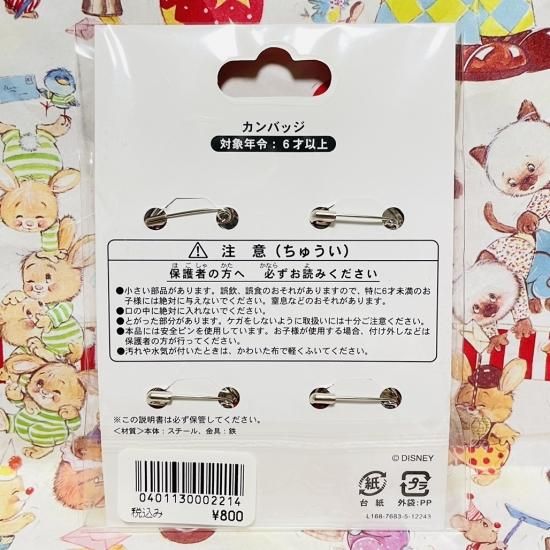 カンバッジ
対象年令：6才以上
⚠ 注 意（ちゅうい）
保護者の方へ 必ずお読みください
ほ ご しゃ かた かなら よ
●小さい部品があります。誤飲、誤食のおそれがありますので、特に6才未満のお
子様には絶対に与えないでください。窒息などのおそれがあります。
●口の中に絶対に入れないでください。
●とがった部分があります。ケガをしないように取扱いには十分ご注意ください。
●本品には安全ピンを使用しています。お子様が使用する場合、付け外しなどは
保護者の方が行ってください。
●汚れや水気が付いたときは、かわいた布で軽くふいてください。
※この説明書は必ず保管してください。
＜材質＞本体：スチール、金具：鉄
© DISNEY
0401130002214
税込み ¥800
紙 プラ
台 紙 外袋：PP
L168-7683-5-12243